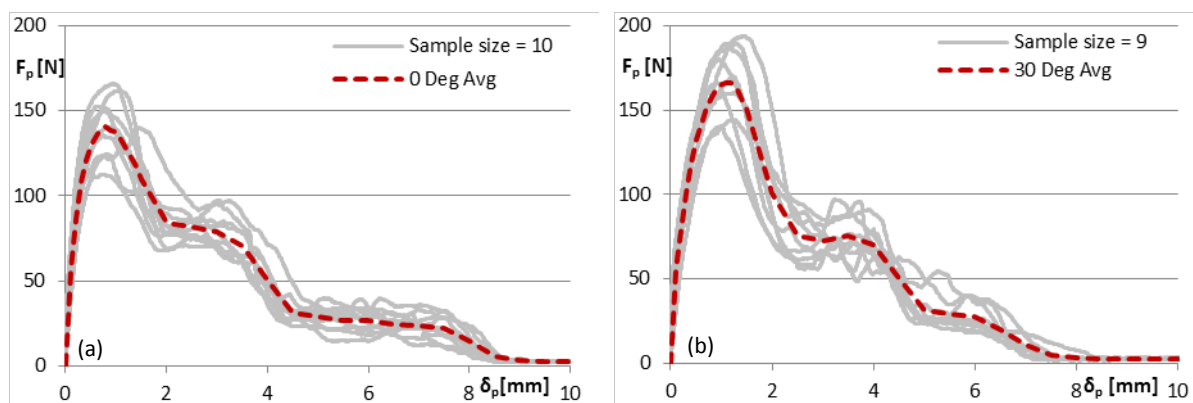 200
Fₚ [N]
150
100
50
0
Sample size = 10
0 Deg Avg
(a)
0 2 4 6 8 10
δₚ[mm]
200
Fₚ [N]
150
100
50
0
Sample size = 9
30 Deg Avg
(b)
0 2 4 6 8 10
δₚ[mm]